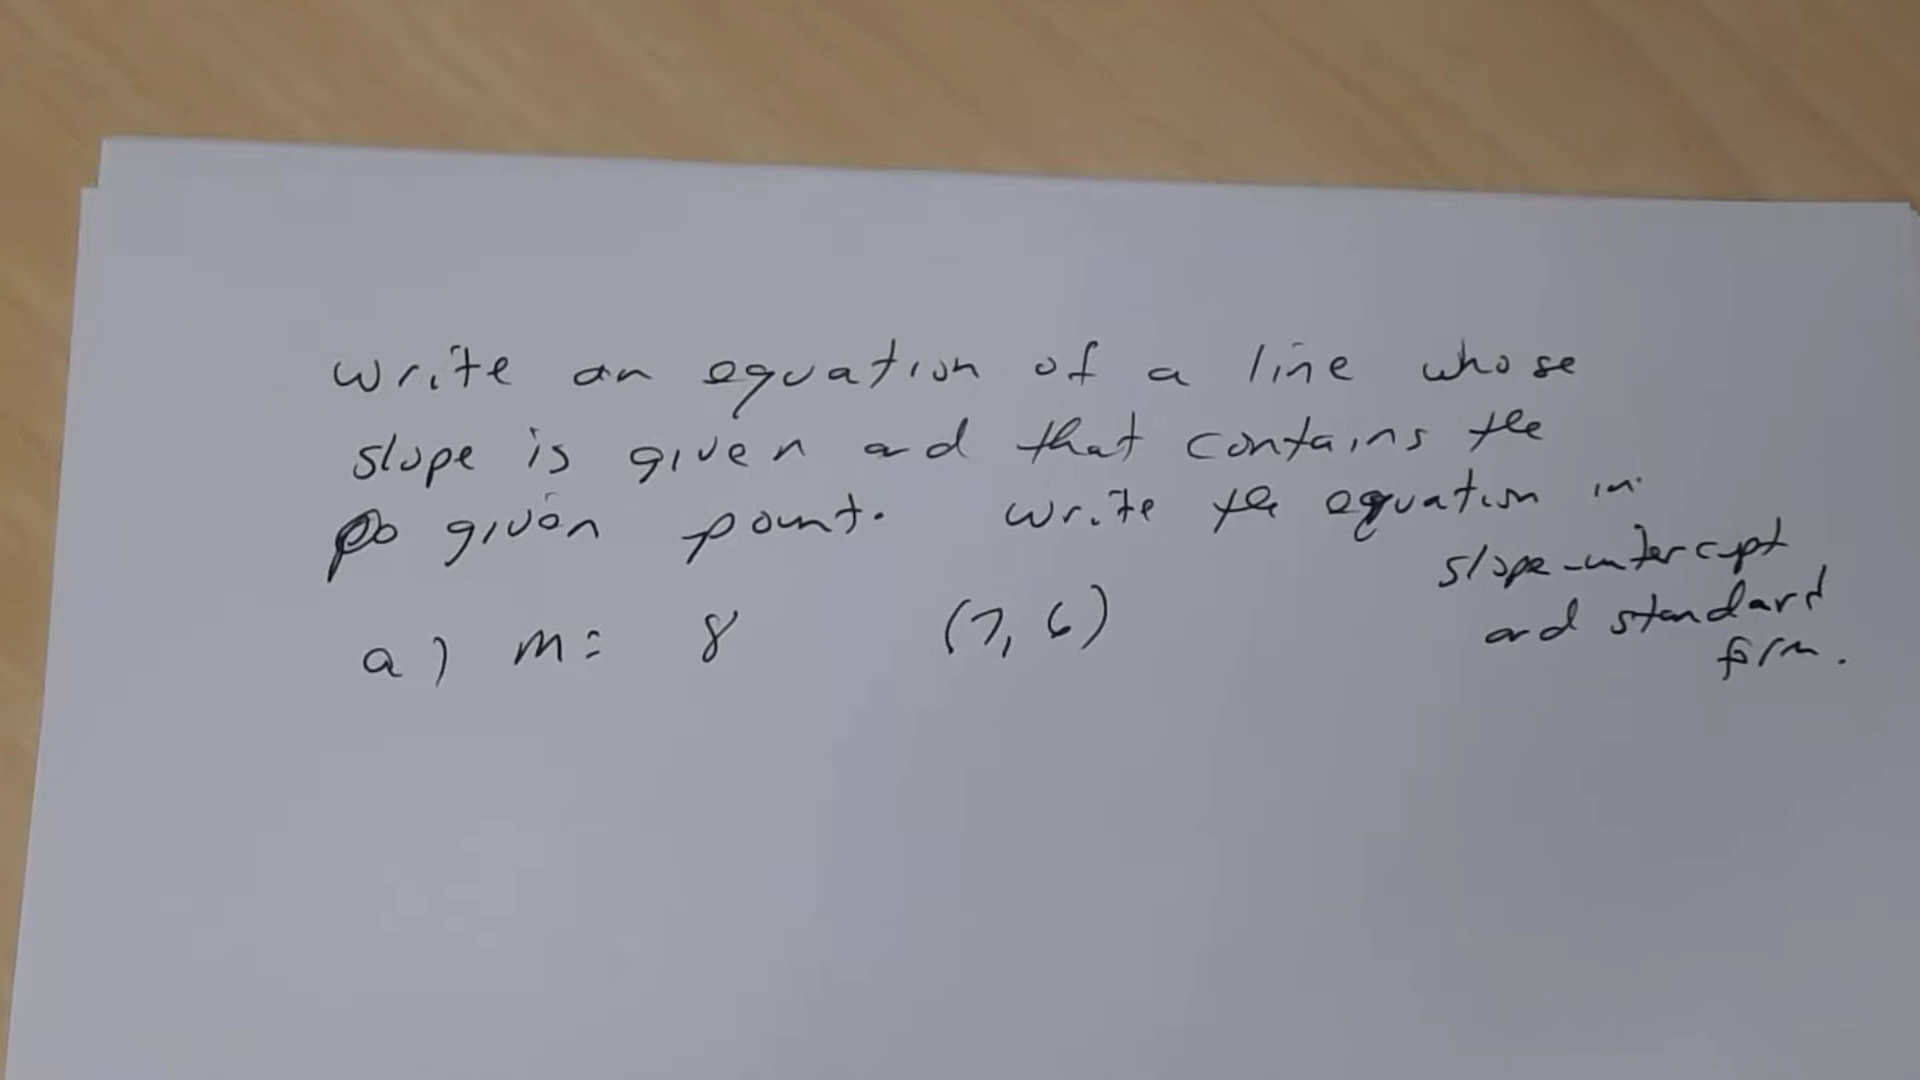 write an equation of a line whose
slope is given and that contains the
given point. write the equation in
slope-intercept
and standard
form.
a) m = 8 (7, 6)